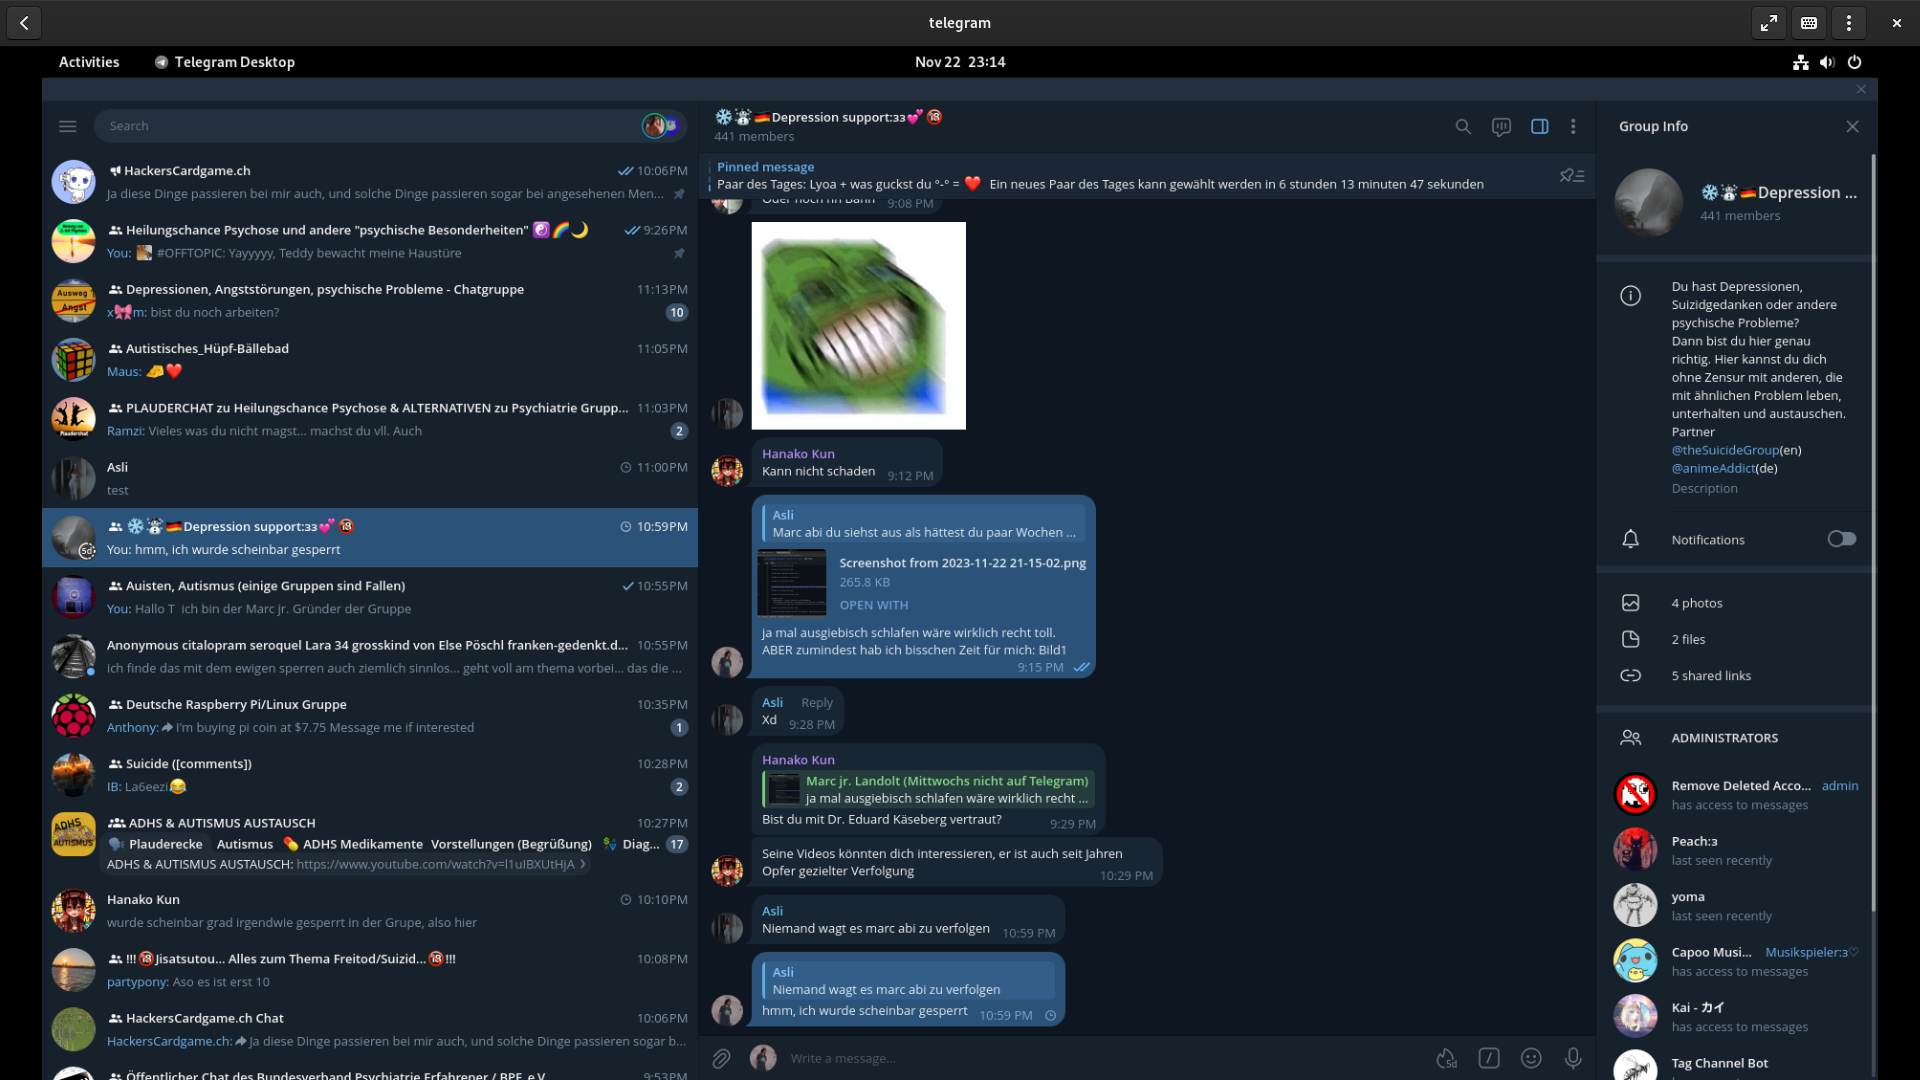 telegram
Activities
Telegram Desktop
Nov 22 23:14
Search
HackersCardgame.ch
10:06PM
Ja diese Dinge passieren bei mir auch, und solche Dinge passieren sogar bei angesehenen Men...
Heilungschance Psychose und andere "psychische Besonderheiten" ☯️🌈🌙
9:26PM
You: #OFFTOPIC: Yayyyyy, Teddy bewacht meine Haustüre
Depressionen, Angststörungen, psychische Probleme - Chatgruppe
11:13PM
Ausweg
Angst
x🎀m: bist du noch arbeiten?
10
Autistisches_Hüpf-Bällebad
11:05PM
Maus: 🧀❤️
PLAUDERCHAT zu Heilungschance Psychose & ALTERNATIVEN zu Psychiatrie Grupp...
11:03PM
Plauderchat
Ramzi: Vieles was du nicht magst... machst du vll. Auch
2
Asli
11:00PM
test
❄️☃️🇩🇪Depression support:зз💕🔞
10:59PM
5d
You: hmm, ich wurde scheinbar gesperrt
Auisten, Autismus (einige Gruppen sind Fallen)
10:55PM
You: Hallo T ich bin der Marc jr. Gründer der Gruppe
Anonymous citalopram seroquel Lara 34 grosskind von Else Pöschl franken-gedenkt.d...
10:55PM
ich finde das mit dem ewigen sperren auch ziemlich sinnlos... geht voll am thema vorbei... das die ...
Deutsche Raspberry Pi/Linux Gruppe
10:35PM
Anthony: I'm buying pi coin at $7.75 Message me if interested
1
Suicide ([comments])
10:28PM
IB: La6eezi😂
2
ADHS & AUTISMUS AUSTAUSCH
10:27PM
ADHS
AUTISMUS
🗣️ Plauderecke Autismus 💊 ADHS Medikamente Vorstellungen (Begrüßung) Diag...
17
ADHS & AUTISMUS AUSTAUSCH: https://www.youtube.com/watch?v=l1uIBXUtHjA
Hanako Kun
10:10PM
wurde scheinbar grad irgendwie gesperrt in der Grupe, also hier
!!!🔞Jisatsutou... Alles zum Thema Freitod/Suizid...🔞!!!
10:08PM
partypony: Aso es ist erst 10
HackersCardgame.ch Chat
10:06PM
HackersCardgame.ch: Ja diese Dinge passieren bei mir auch, und solche Dinge passieren sogar b...
Öffentlicher Chat des Bundesverband Psychiatrie Erfahrener / BPE e.V.
9:53PM
❄️☃️🇩🇪Depression support:зз💕🔞
441 members
Pinned message
Paar des Tages: Lyoa + was guckst du °-° = ❤️ Ein neues Paar des Tages kann gewählt werden in 6 stunden 13 minuten 47 sekunden
Oder noch nn Bahn
9:08 PM
Hanako Kun
Kann nicht schaden
9:12 PM
Asli
Marc abi du siehst aus als hättest du paar Wochen ...
Screenshot from 2023-11-22 21-15-02.png
265.8 KB
OPEN WITH
ja mal ausgiebisch schlafen wäre wirklich recht toll.
ABER zumindest hab ich bisschen Zeit für mich: Bild1
9:15 PM
Asli
Reply
Xd
9:28 PM
Hanako Kun
Marc jr. Landolt (Mittwochs nicht auf Telegram)
ja mal ausgiebisch schlafen wäre wirklich recht ...
Bist du mit Dr. Eduard Käseberg vertraut?
9:29 PM
Seine Videos könnten dich interessieren, er ist auch seit Jahren
Opfer gezielter Verfolgung
10:29 PM
Asli
Niemand wagt es marc abi zu verfolgen
10:59 PM
Asli
Niemand wagt es marc abi zu verfolgen
hmm, ich wurde scheinbar gesperrt
10:59 PM
Write a message...
5d
Group Info
❄️☃️🇩🇪Depression ...
441 members
Du hast Depressionen,
Suizidgedanken oder andere
psychische Probleme?
Dann bist du hier genau
richtig. Hier kannst du dich
ohne Zensur mit anderen, die
mit ähnlichen Problem leben,
unterhalten und austauschen.
Partner
@theSuicideGroup(en)
@animeAddict(de)
Description
Notifications
4 photos
2 files
5 shared links
ADMINISTRATORS
Remove Deleted Acco...
admin
has access to messages
Peach:з
last seen recently
yoma
last seen recently
Capoo Musi...
Musikspieler:з♡
has access to messages
Kai - カイ
has access to messages
Tag Channel Bot